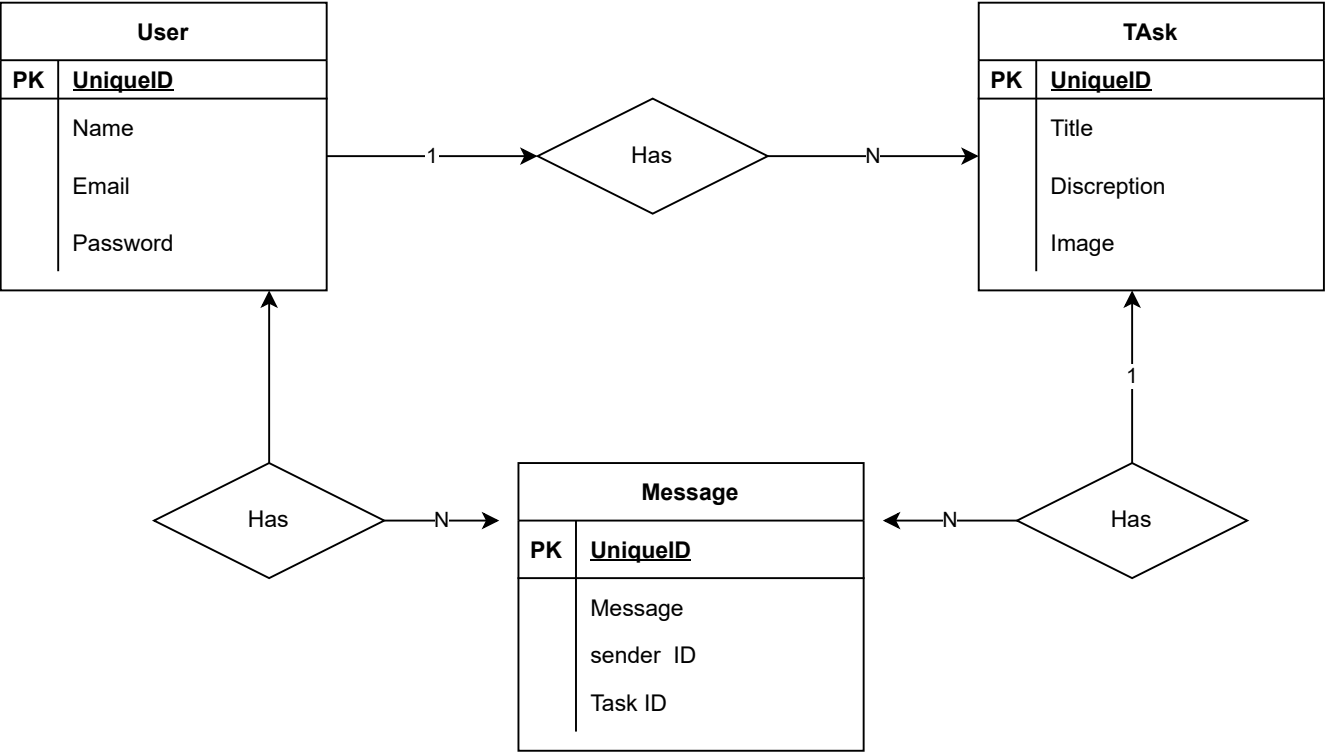 User
PK UniqueID
Name
Email
Password
1
Has
N
TAsk
PK UniqueID
Title
Discreption
Image
Has
N
Message
PK UniqueID
Message
sender ID
Task ID
N
Has
1